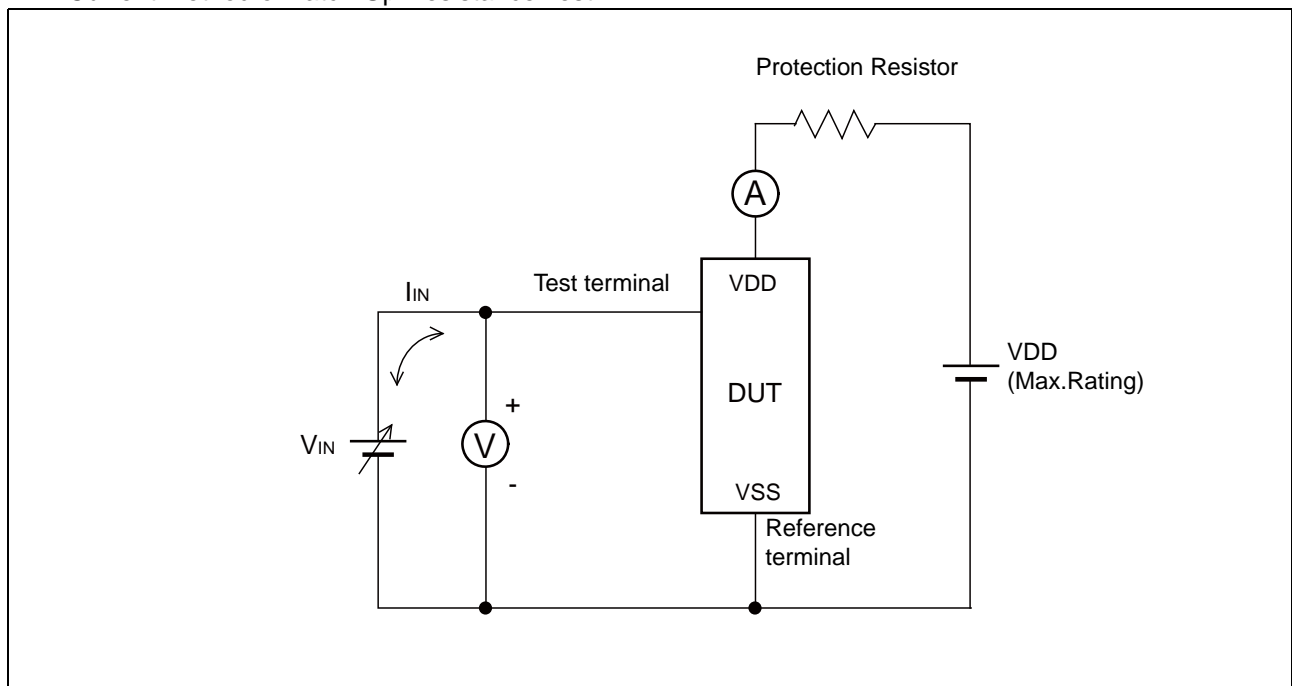 Protection Resistor
A
Test terminal
VDD
IIN
VDD
(Max.Rating)
DUT
+
VIN
V
-
VSS
Reference
terminal